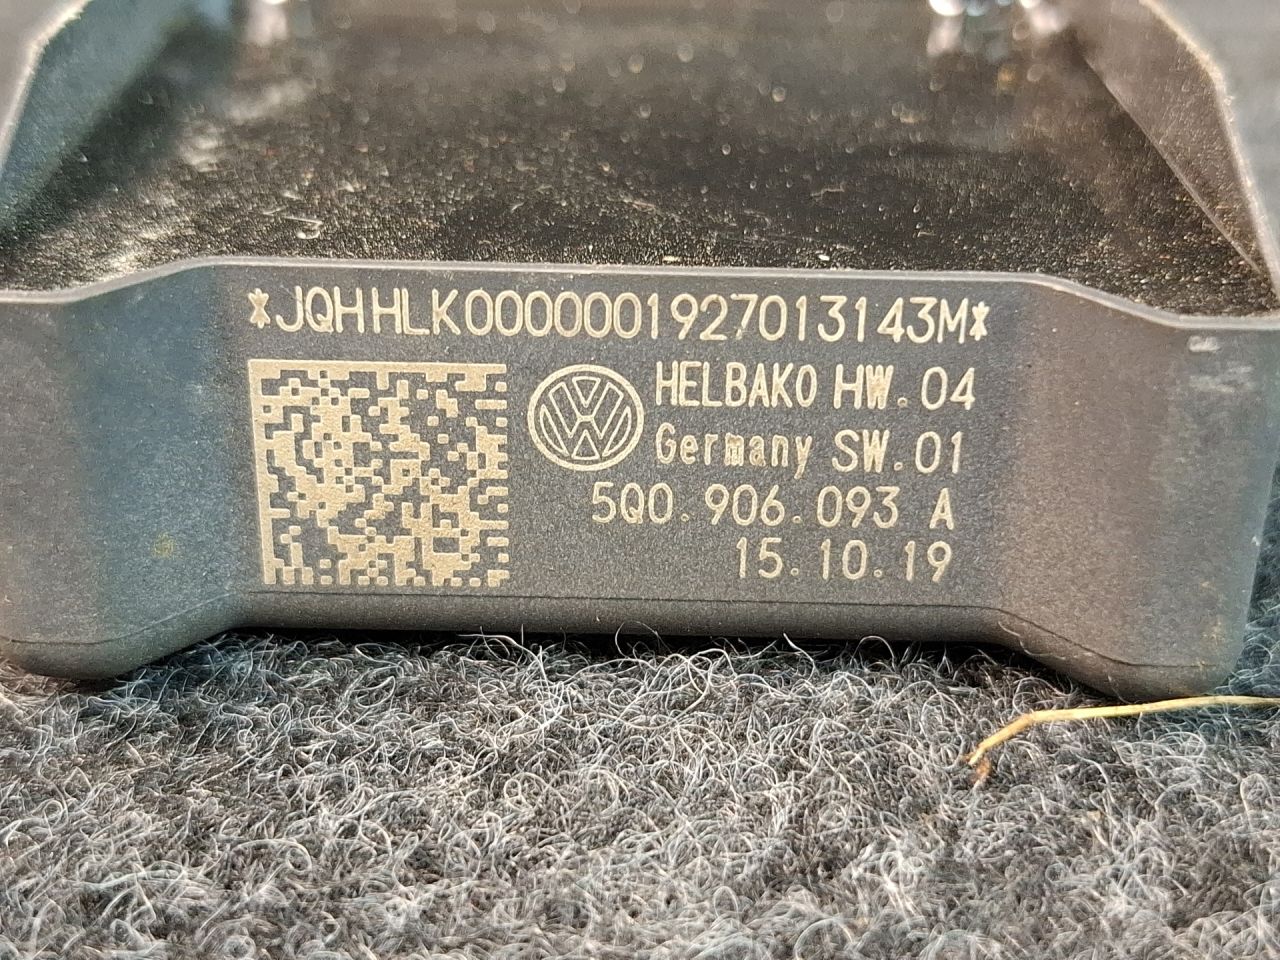 *JQHHLK0000001927013143M*
HELBAKO HW.04
Germany SW.01
5Q0.906.093 A
15.10.19